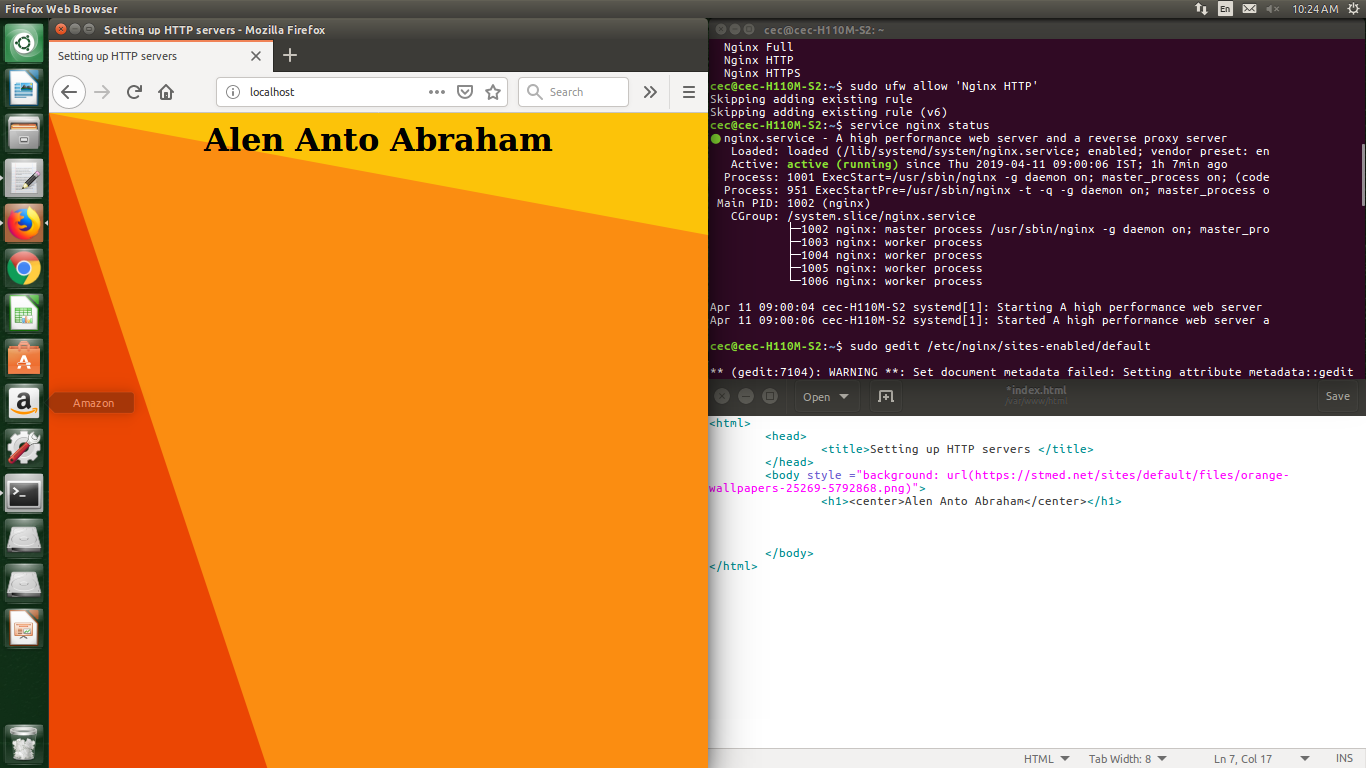 Firefox Web Browser
En
10:24 AM
Setting up HTTP servers - Mozilla Firefox
Setting up HTTP servers
localhost
Search
Alen Anto Abraham
Amazon
cec@cec-H110M-S2: ~
Nginx Full
Nginx HTTP
Nginx HTTPS
cec@cec-H110M-S2:~$ sudo ufw allow 'Nginx HTTP'
Skipping adding existing rule
Skipping adding existing rule (v6)
cec@cec-H110M-S2:~$ service nginx status
● nginx.service - A high performance web server and a reverse proxy server
Loaded: loaded (/lib/systemd/system/nginx.service; enabled; vendor preset: en
Active: active (running) since Thu 2019-04-11 09:00:06 IST; 1h 7min ago
Process: 1001 ExecStart=/usr/sbin/nginx -g daemon on; master_process on; (code
Process: 951 ExecStartPre=/usr/sbin/nginx -t -q -g daemon on; master_process o
Main PID: 1002 (nginx)
CGroup: /system.slice/nginx.service
├─1002 nginx: master process /usr/sbin/nginx -g daemon on; master_pro
├─1003 nginx: worker process
├─1004 nginx: worker process
├─1005 nginx: worker process
└─1006 nginx: worker process
Apr 11 09:00:04 cec-H110M-S2 systemd[1]: Starting A high performance web server
Apr 11 09:00:06 cec-H110M-S2 systemd[1]: Started A high performance web server a
cec@cec-H110M-S2:~$ sudo gedit /etc/nginx/sites-enabled/default
** (gedit:7104): WARNING **: Set document metadata failed: Setting attribute metadata::gedit
Open
*index.html
/var/www/html
Save
<html>
<head>
<title>Setting up HTTP servers </title>
</head>
<body style ="background: url(https://stmed.net/sites/default/files/orange-
wallpapers-25269-5792868.png)">
<h1><center>Alen Anto Abraham</center></h1>
</body>
</html>
HTML
Tab Width: 8
Ln 7, Col 17
INS